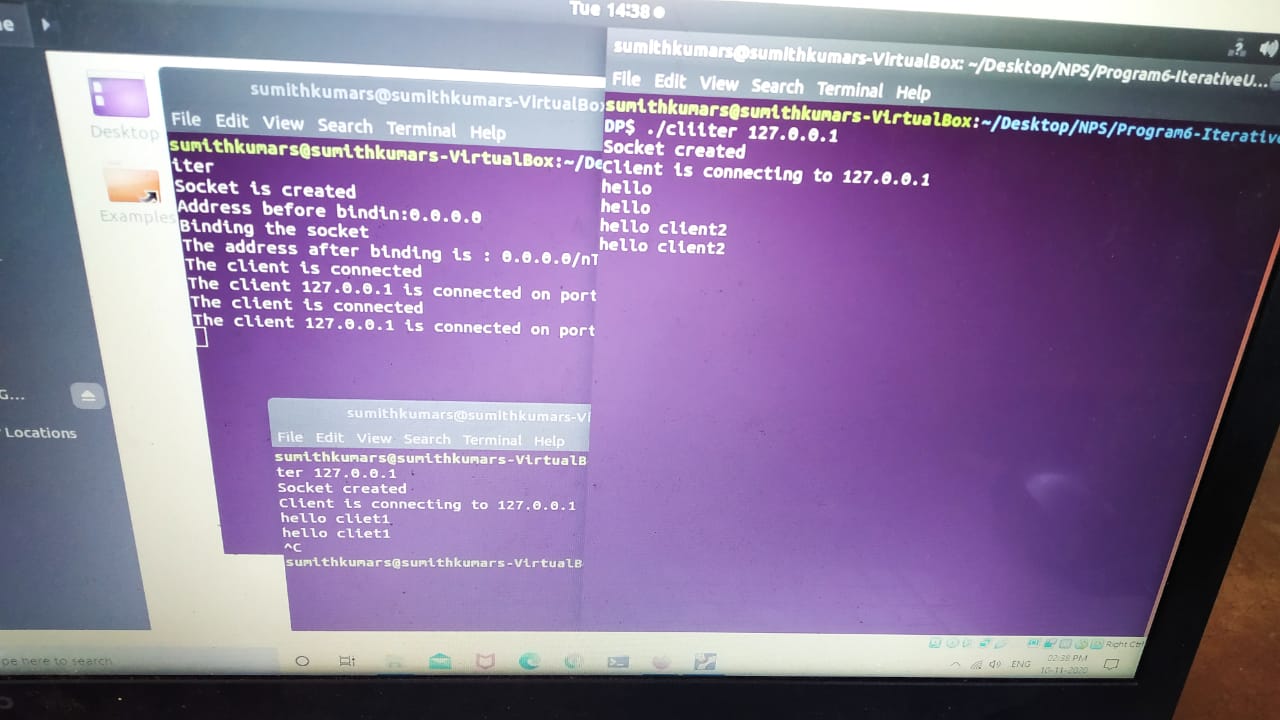 Tue 14:38
sumithkumars@sumithkumars-VirtualBox: ~/Desktop/NPS/Program6-IterativeU...
File Edit View Search Terminal Help
sumithkumars@sumithkumars-VirtualBox:~/Desktop/NPS/Program6-Iterative
DP$ ./cliiter 127.0.0.1
Socket created
Client is connecting to 127.0.0.1
hello
hello
hello client2
hello client2
Desktop
Examples
sumithkumars@sumithkumars-VirtualBox
File Edit View Search Terminal Help
sumithkumars@sumithkumars-VirtualBox:~/De
iter
Socket is created
Address before bindin:0.0.0.0
Binding the socket
The address after binding is : 0.0.0.0/nT
The client is connected
The client 127.0.0.1 is connected on port
The client is connected
The client 127.0.0.1 is connected on port
G...
Locations
sumithkumars@sumithkumars-Vi
File Edit View Search Terminal Help
sumithkumars@sumithkumars-VirtualB
ter 127.0.0.1
Socket created
Client is connecting to 127.0.0.1
hello cliet1
hello cliet1
^C
sumithkumars@sumithkumars-VirtualB
Right Ctrl
pe here to search
ENG
02:38 PM
10-11-2020